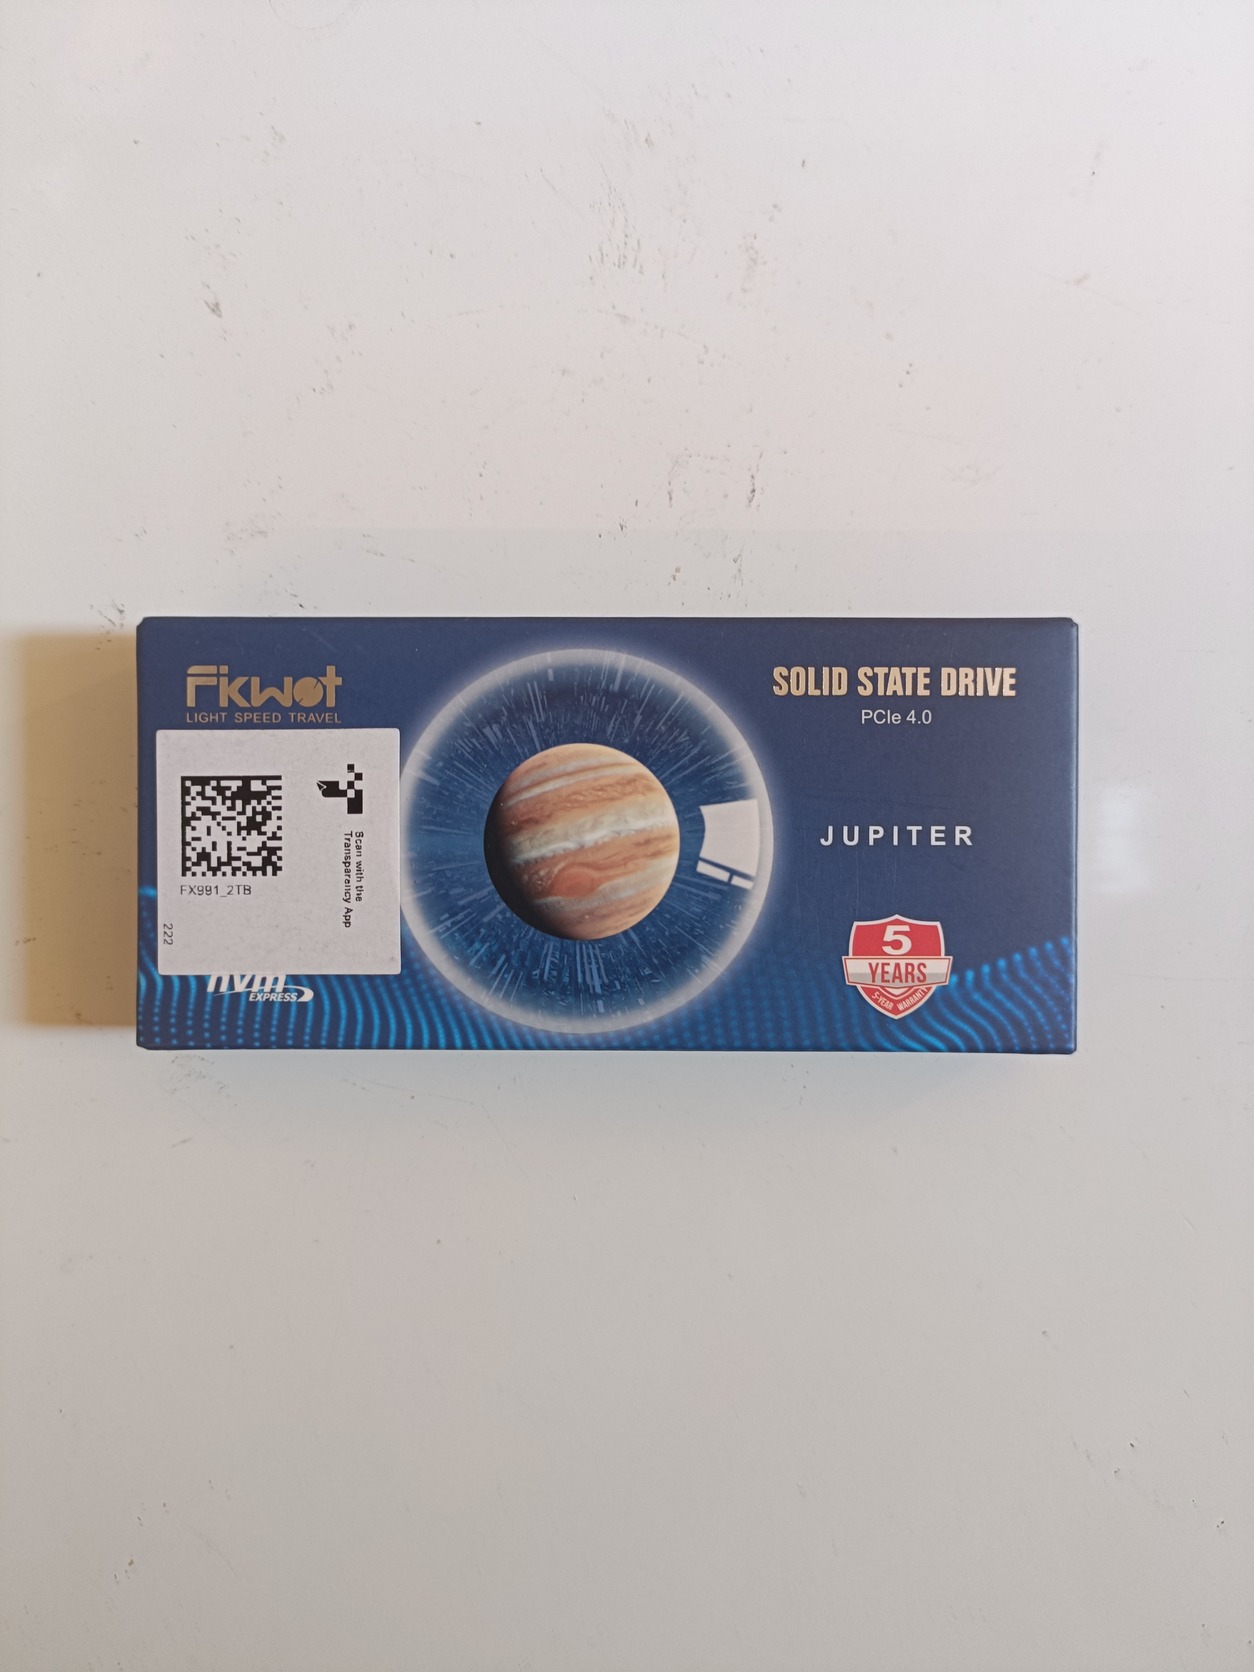 Fikwot
LIGHT SPEED TRAVEL
SOLID STATE DRIVE
PCIe 4.0
JUPITER
Scan with the
Transparency App
FX991_2TB
222
nvm
EXPRESS
5
YEARS
5-YEAR WARRANTY